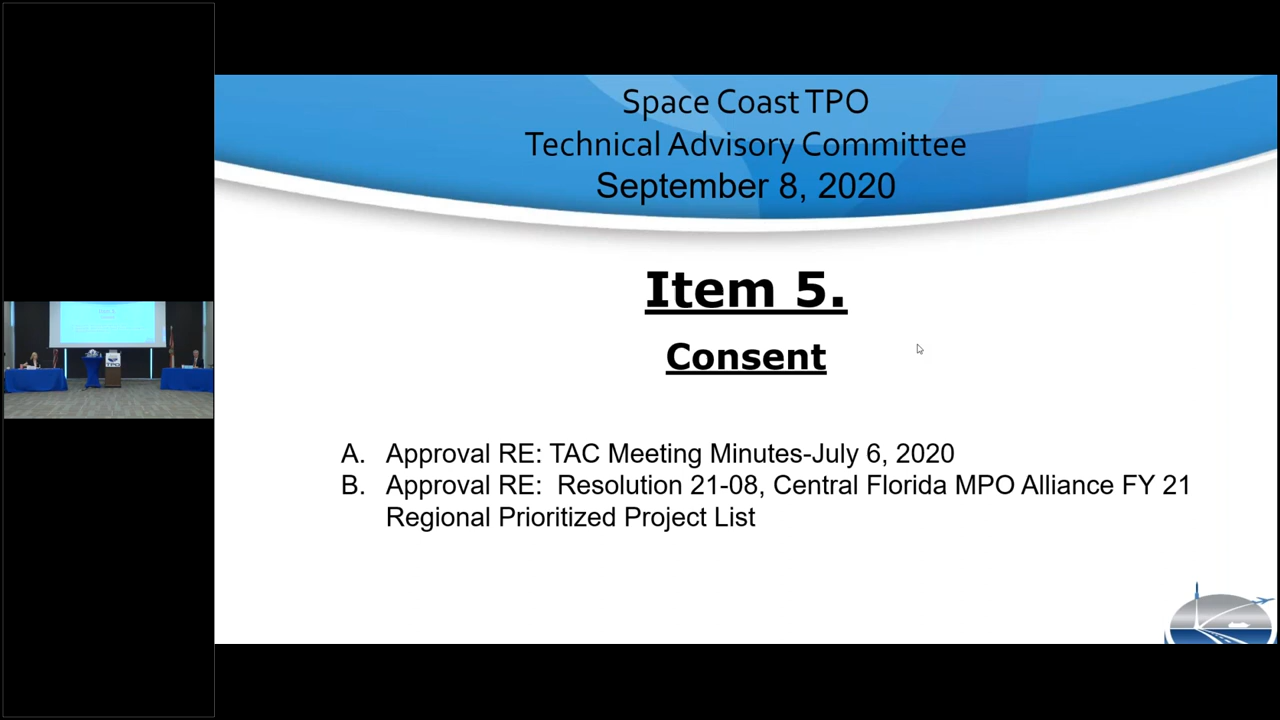 Space Coast TPO
Technical Advisory Committee
September 8, 2020
Item 5.
Consent
A. Approval RE: TAC Meeting Minutes-July 6, 2020
B. Approval RE: Resolution 21-08, Central Florida MPO Alliance FY 21
Regional Prioritized Project List